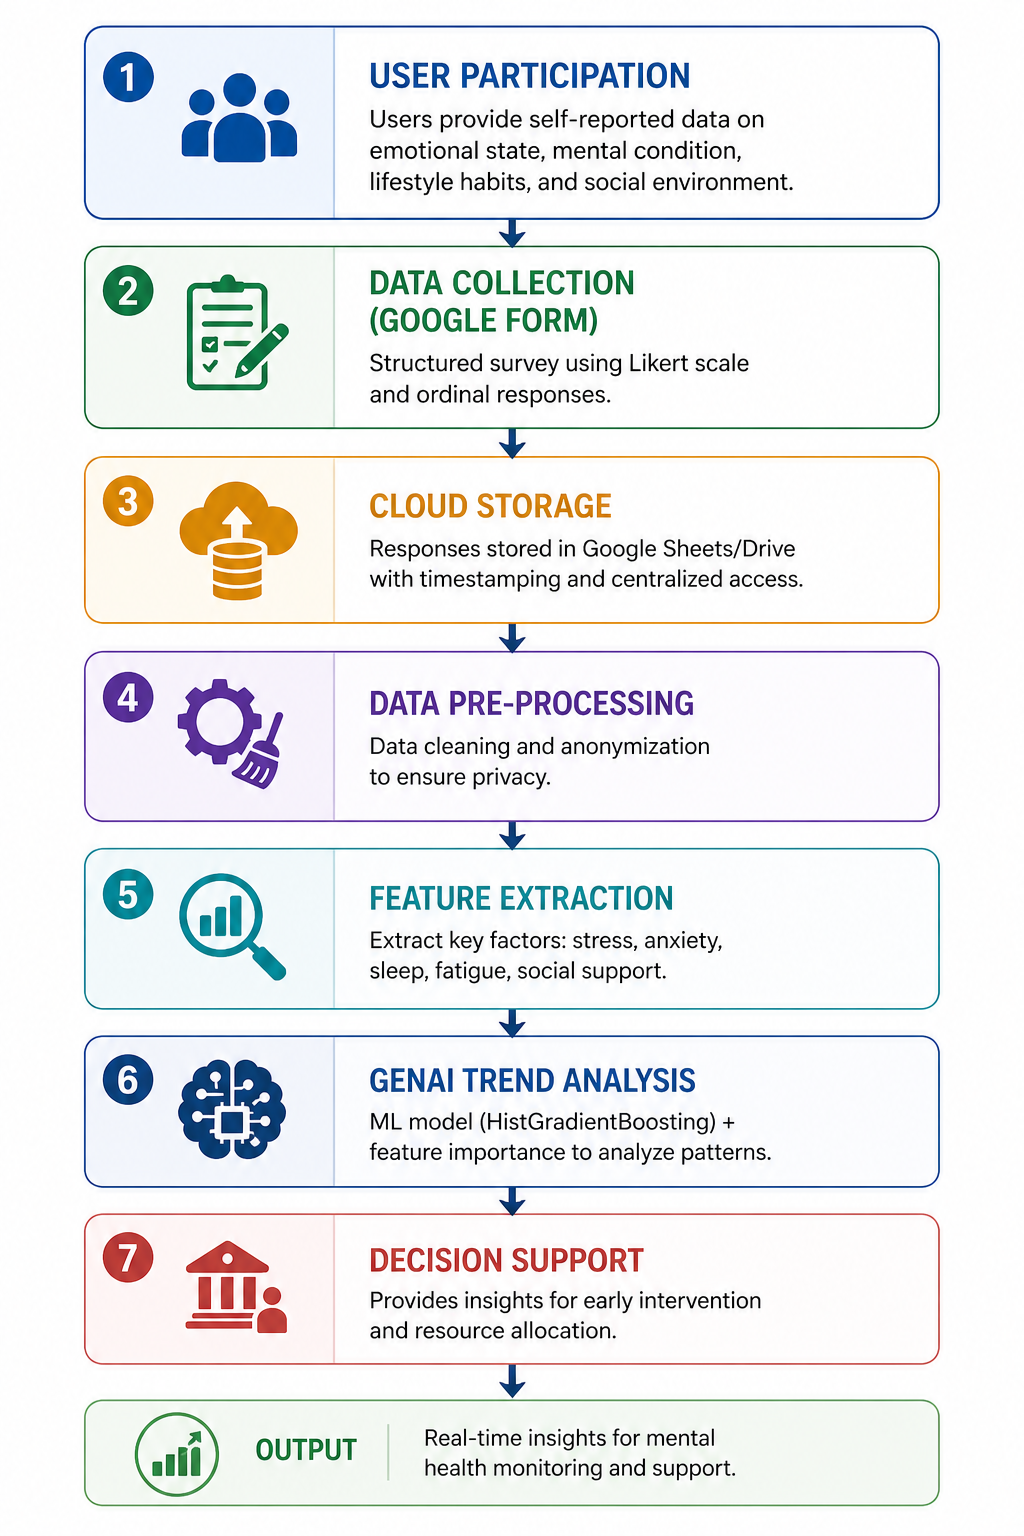 1
USER PARTICIPATION
Users provide self-reported data on
emotional state, mental condition,
lifestyle habits, and social environment.
2
DATA COLLECTION
(GOOGLE FORM)
Structured survey using Likert scale
and ordinal responses.
3
CLOUD STORAGE
Responses stored in Google Sheets/Drive
with timestamping and centralized access.
4
DATA PRE-PROCESSING
Data cleaning and anonymization
to ensure privacy.
5
FEATURE EXTRACTION
Extract key factors: stress, anxiety,
sleep, fatigue, social support.
6
GENAI TREND ANALYSIS
ML model (HistGradientBoosting) +
feature importance to analyze patterns.
7
DECISION SUPPORT
Provides insights for early intervention
and resource allocation.
OUTPUT
Real-time insights for mental
health monitoring and support.